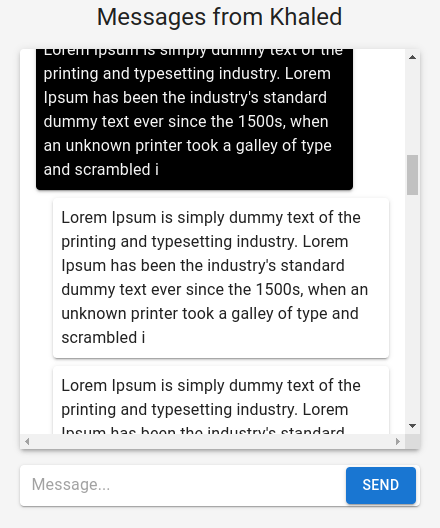 Messages from Khaled
Lorem Ipsum is simply dummy text of the
printing and typesetting industry. Lorem
Ipsum has been the industry's standard
dummy text ever since the 1500s, when
an unknown printer took a galley of type
and scrambled i
Lorem Ipsum is simply dummy text of the
printing and typesetting industry. Lorem
Ipsum has been the industry's standard
dummy text ever since the 1500s, when an
unknown printer took a galley of type and
scrambled i
Lorem Ipsum is simply dummy text of the
printing and typesetting industry. Lorem
Ipsum has been the industry's standard
Message...
SEND